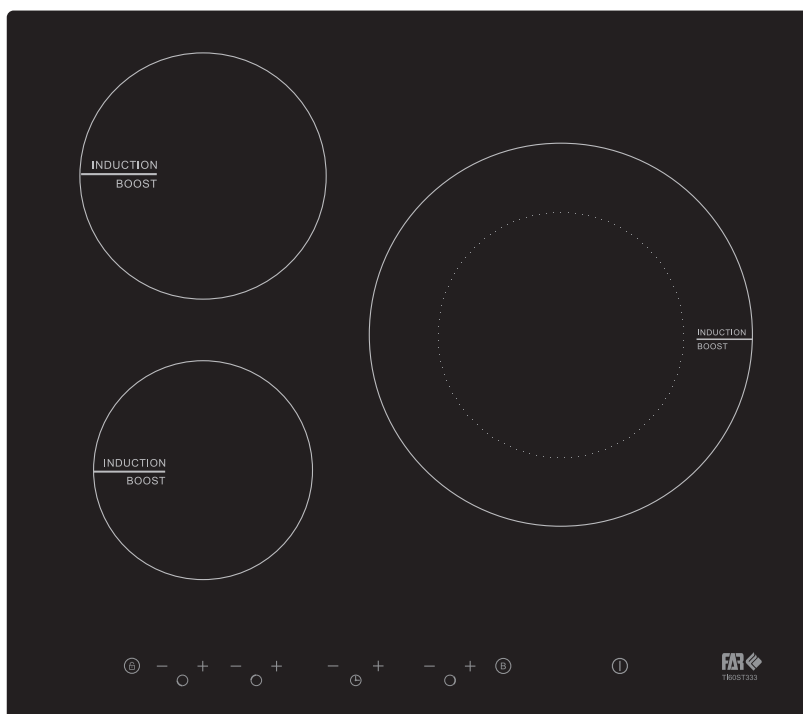 INDUCTION
BOOST
INDUCTION
BOOST
INDUCTION
BOOST
− + − + − + − + B
FAR
TI60ST333